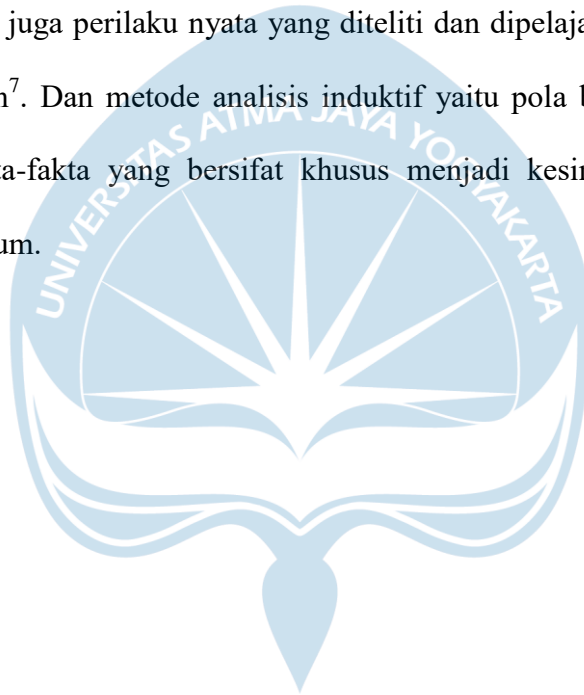 juga perilaku nyata yang diteliti dan dipelaja
n⁷. Dan metode analisis induktif yaitu pola b
ta-fakta yang bersifat khusus menjadi kesin
um.
UNIVERSITAS ATMA JAYA YOGYAKARTA